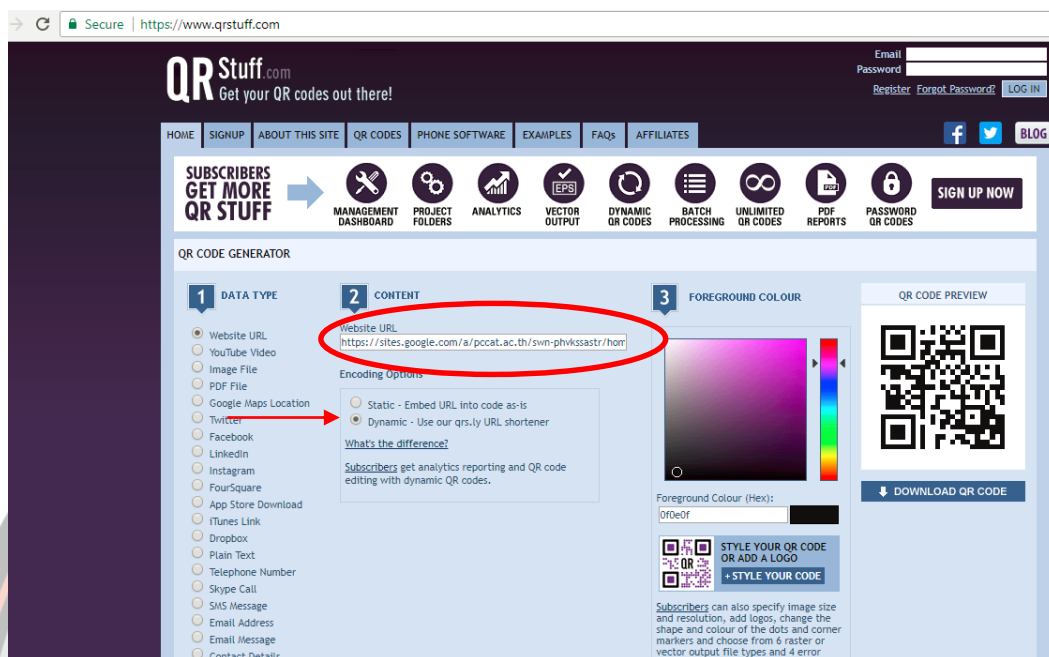 Secure | https://www.qrstuff.com
QR Stuff.com
Get your QR codes out there!
Email
Password
Register Forgot Password? LOG IN
HOME SIGNUP ABOUT THIS SITE QR CODES PHONE SOFTWARE EXAMPLES FAQs AFFILIATES
f BLOG
SUBSCRIBERS
GET MORE
QR STUFF
MANAGEMENT
DASHBOARD
PROJECT
FOLDERS
ANALYTICS
EPS
VECTOR
OUTPUT
DYNAMIC
QR CODES
BATCH
PROCESSING
UNLIMITED
QR CODES
PDF
PDF
REPORTS
PASSWORD
QR CODES
SIGN UP NOW
QR CODE GENERATOR
1 DATA TYPE
Website URL
YouTube Video
Image File
PDF File
Google Maps Location
Twitter
Facebook
LinkedIn
Instagram
FourSquare
App Store Download
iTunes Link
Dropbox
Plain Text
Telephone Number
Skype Call
SMS Message
Email Address
Email Message
Contact Details
2 CONTENT
Website URL
https://sites.google.com/a/pccat.ac.th/swn-phvkssastr/hom
Encoding Options
Static - Embed URL into code as-is
Dynamic - Use our qrs.ly URL shortener
What's the difference?
Subscribers get analytics reporting and QR code
editing with dynamic QR codes.
3 FOREGROUND COLOUR
Foreground Colour (Hex):
0f0e0f
QR
STYLE YOUR QR CODE
OR ADD A LOGO
+ STYLE YOUR CODE
Subscribers can also specify image size
and resolution, add logos, change the
shape and colour of the dots and corner
markers and choose from 6 raster or
vector output file types and 4 error
QR CODE PREVIEW
DOWNLOAD QR CODE